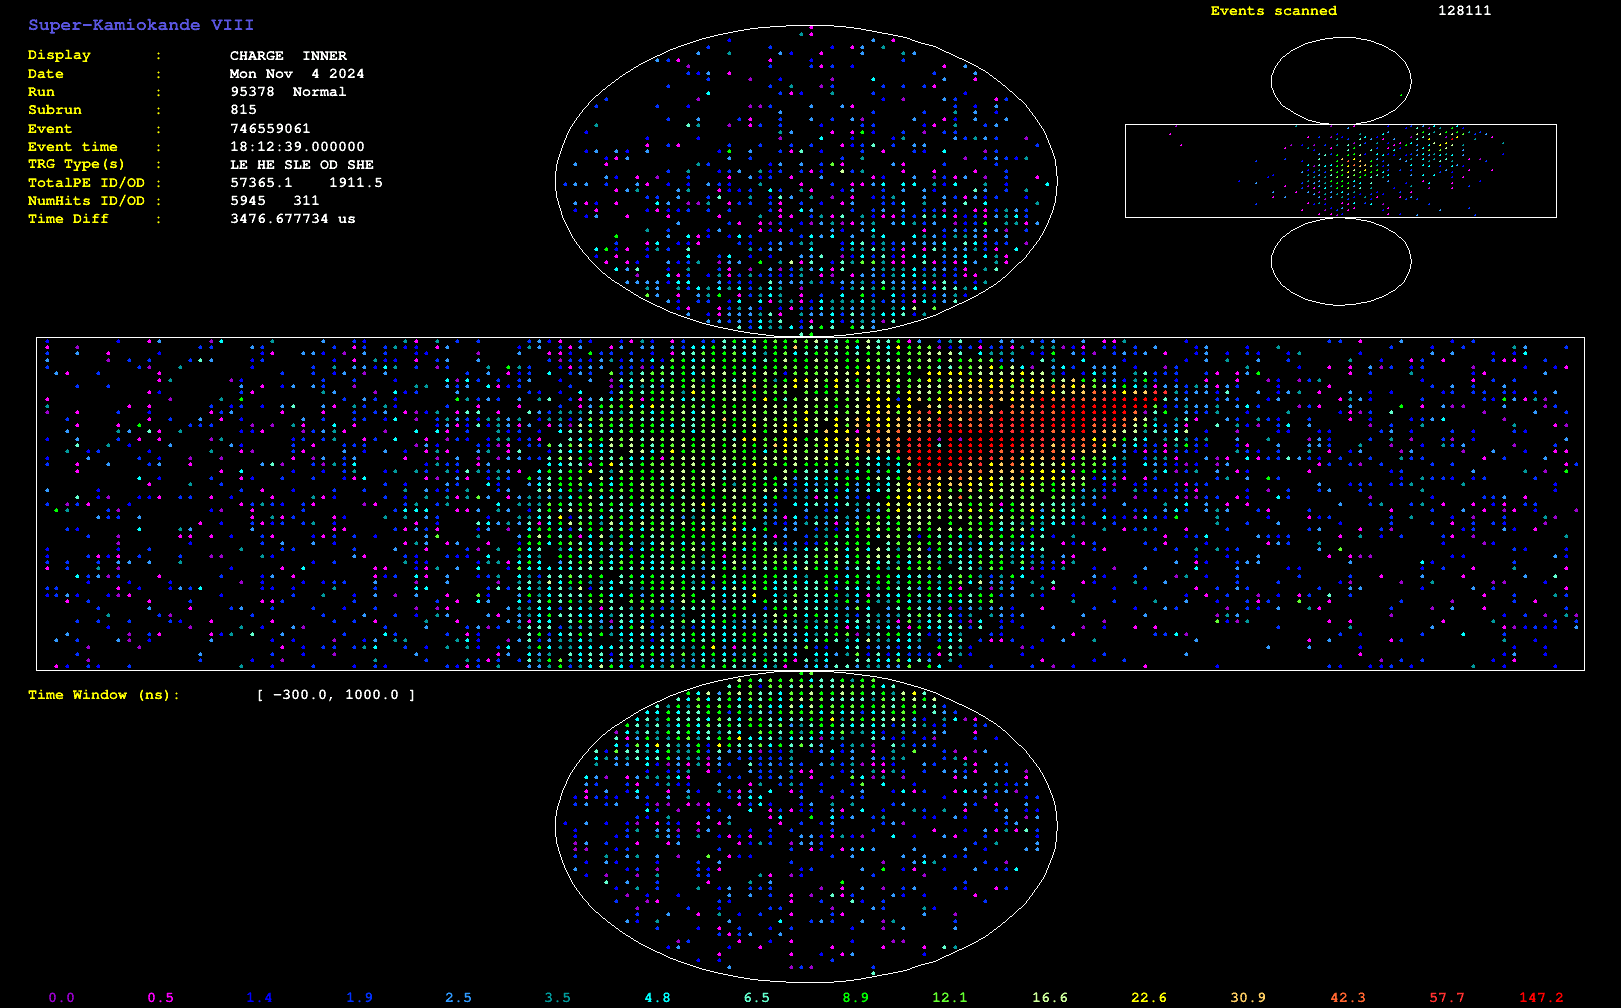 Super-Kamiokande VIII
Events scanned 128111
Display : CHARGE INNER
Date : Mon Nov 4 2024
Run : 95378 Normal
Subrun : 815
Event : 746559061
Event time : 18:12:39.000000
TRG Type(s) : LE HE SLE OD SHE
TotalPE ID/OD : 57365.1 1911.5
NumHits ID/OD : 5945 311
Time Diff : 3476.677734 us
Time Window (ns): [ -300.0, 1000.0 ]
0.0 0.5 1.4 1.9 2.5 3.5 4.8 6.5 8.9 12.1 16.6 22.6 30.9 42.3 57.7 147.2